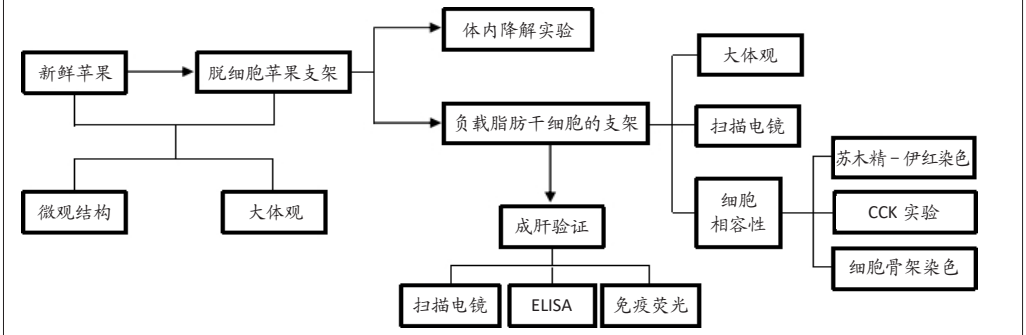 体内降解实验
新鲜苹果
脱细胞苹果支架
大体观
负载脂肪干细胞的支架
扫描电镜
苏木精-伊红染色
微观结构
大体观
细胞
相容性
CCK 实验
成肝验证
细胞骨架染色
扫描电镜
ELISA
免疫荧光